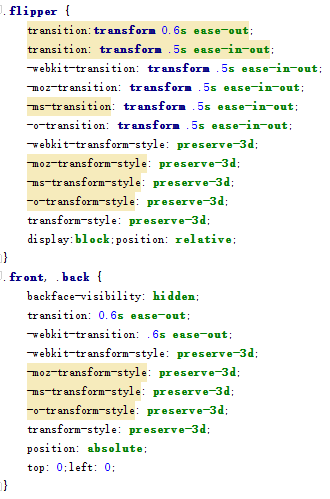 .flipper {
transition:transform 0.6s ease-out;
transition: transform .5s ease-in-out;
-webkit-transition: transform .5s ease-in-out;
-moz-transition: transform .5s ease-in-out;
-ms-transition: transform .5s ease-in-out;
-o-transition: transform .5s ease-in-out;
-webkit-transform-style: preserve-3d;
-moz-transform-style: preserve-3d;
-ms-transform-style: preserve-3d;
-o-transform-style: preserve-3d;
transform-style: preserve-3d;
display:block;position: relative;
}
.front, .back {
backface-visibility: hidden;
transition: 0.6s ease-out;
-webkit-transition: .6s ease-out;
-webkit-transform-style: preserve-3d;
-moz-transform-style: preserve-3d;
-ms-transform-style: preserve-3d;
-o-transform-style: preserve-3d;
transform-style: preserve-3d;
position: absolute;
top: 0;left: 0;
}